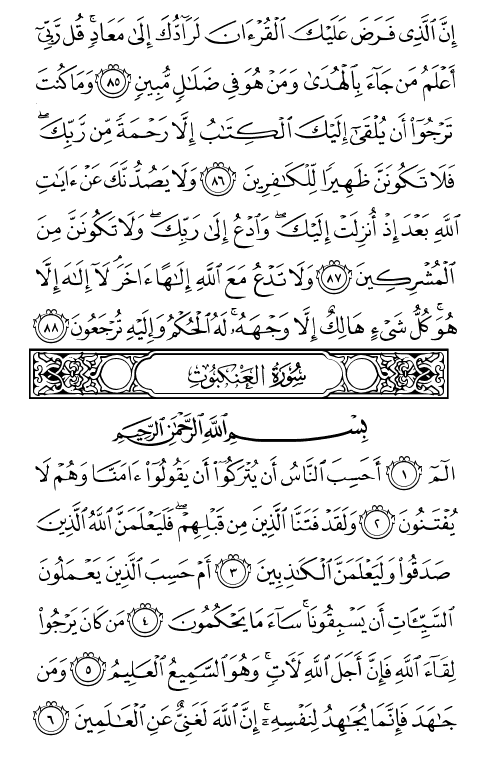 إِنَّ ٱلَّذِى فَرَضَ عَلَيْكَ ٱلْقُرْءَانَ لَرَآدُّكَ إِلَىٰ مَعَادٍ ۚ قُل رَّبِّىٓ
أَعْلَمُ مَن جَآءَ بِٱلْهُدَىٰ وَمَنْ هُوَ فِى ضَلَـٰلٍ مُّبِينٍ ٨٥ وَمَا كُنتَ
تَرْجُوٓا۟ أَن يُلْقَىٰٓ إِلَيْكَ ٱلْكِتَـٰبُ إِلَّا رَحْمَةً مِّن رَّبِّكَ ۖ
فَلَا تَكُونَنَّ ظَهِيرًا لِّلْكَـٰفِرِينَ ٨٦ وَلَا يَصُدُّنَّكَ عَنْ ءَايَـٰتِ
ٱللَّهِ بَعْدَ إِذْ أُنزِلَتْ إِلَيْكَ ۖ وَٱدْعُ إِلَىٰ رَبِّكَ ۖ وَلَا تَكُونَنَّ مِنَ
ٱلْمُشْرِكِينَ ٨٧ وَلَا تَدْعُ مَعَ ٱللَّهِ إِلَـٰهًا ءَاخَرَ ۘ لَآ إِلَـٰهَ إِلَّا
هُوَ ۚ كُلُّ شَىْءٍ هَالِكٌ إِلَّا وَجْهَهُۥ ۚ لَهُ ٱلْحُكْمُ وَإِلَيْهِ تُرْجَعُونَ ٨٨
سُورَةُ العَنكَبُوتِ
بِسْمِ ٱللَّهِ ٱلرَّحْمَـٰنِ ٱلرَّحِيمِ
الٓمٓ ١ أَحَسِبَ ٱلنَّاسُ أَن يُتْرَكُوٓا۟ أَن يَقُولُوٓا۟ ءَامَنَّا وَهُمْ لَا
يُفْتَنُونَ ٢ وَلَقَدْ فَتَنَّا ٱلَّذِينَ مِن قَبْلِهِمْ ۖ فَلَيَعْلَمَنَّ ٱللَّهُ ٱلَّذِينَ
صَدَقُوا۟ وَلَيَعْلَمَنَّ ٱلْكَـٰذِبِينَ ٣ أَمْ حَسِبَ ٱلَّذِينَ يَعْمَلُونَ
ٱلسَّيِّـَٔاتِ أَن يَسْبِقُونَا ۚ سَآءَ مَا يَحْكُمُونَ ٤ مَن كَانَ يَرْجُوا۟
لِقَآءَ ٱللَّهِ فَإِنَّ أَجَلَ ٱللَّهِ لَـَٔاتٍ ۚ وَهُوَ ٱلسَّمِيعُ ٱلْعَلِيمُ ٥ وَمَن
جَـٰهَدَ فَإِنَّمَا يُجَـٰهِدُ لِنَفْسِهِۦٓ ۚ إِنَّ ٱللَّهَ لَغَنِىٌّ عَنِ ٱلْعَـٰلَمِينَ ٦